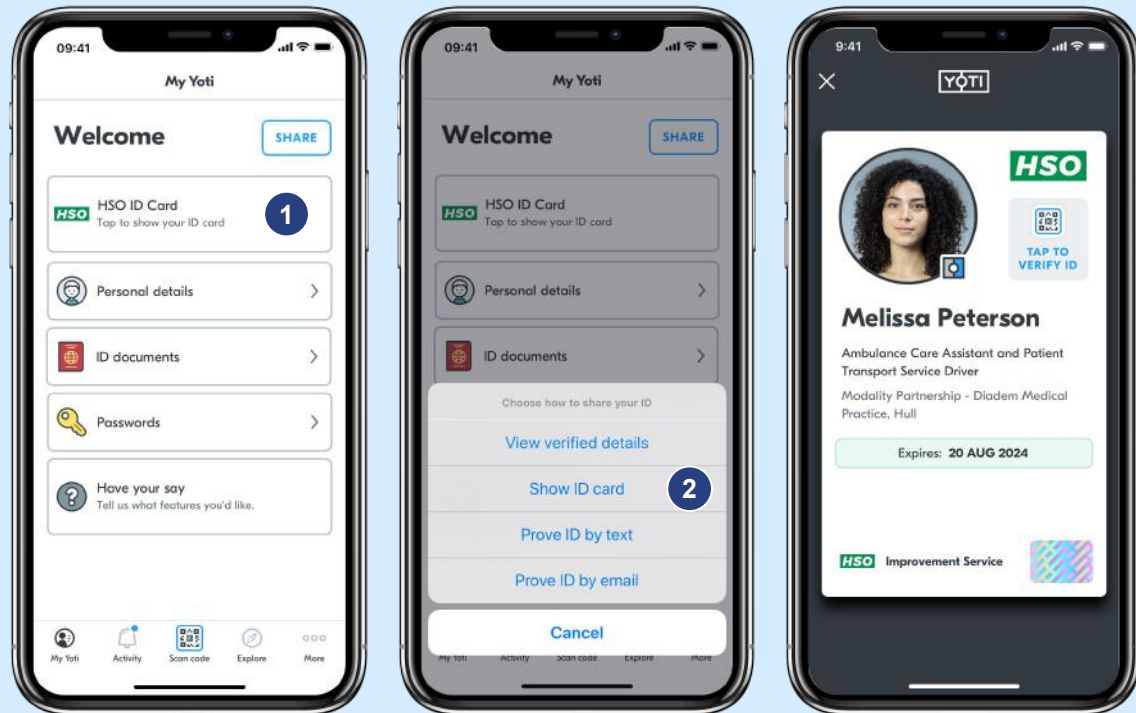 09:41
My Yoti
Welcome
SHARE
HSO
HSO ID Card
Tap to show your ID card
1
Personal details
ID documents
Passwords
Have your say
Tell us what features you'd like.
My Yoti
Activity
Scan code
Explore
More
09:41
My Yoti
Welcome
SHARE
HSO
HSO ID Card
Tap to show your ID card
Personal details
ID documents
Choose how to share your ID
View verified details
Show ID card
2
Prove ID by text
Prove ID by email
Cancel
My Yoti
Activity
Scan code
Explore
More
9:41
YOTI
HSO
TAP TO
VERIFY ID
Melissa Peterson
Ambulance Care Assistant and Patient
Transport Service Driver
Modality Partnership - Diadem Medical
Practice, Hull
Expires: 20 AUG 2024
HSO Improvement Service